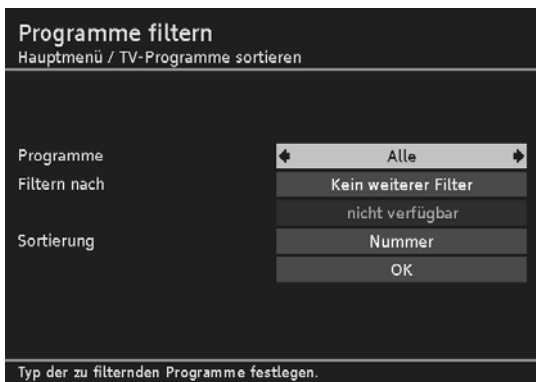 Programme filtern
Hauptmenü / TV-Programme sortieren
Programme Alle
Filtern nach Kein weiterer Filter
nicht verfügbar
Sortierung Nummer
OK
Typ der zu filternden Programme festlegen.